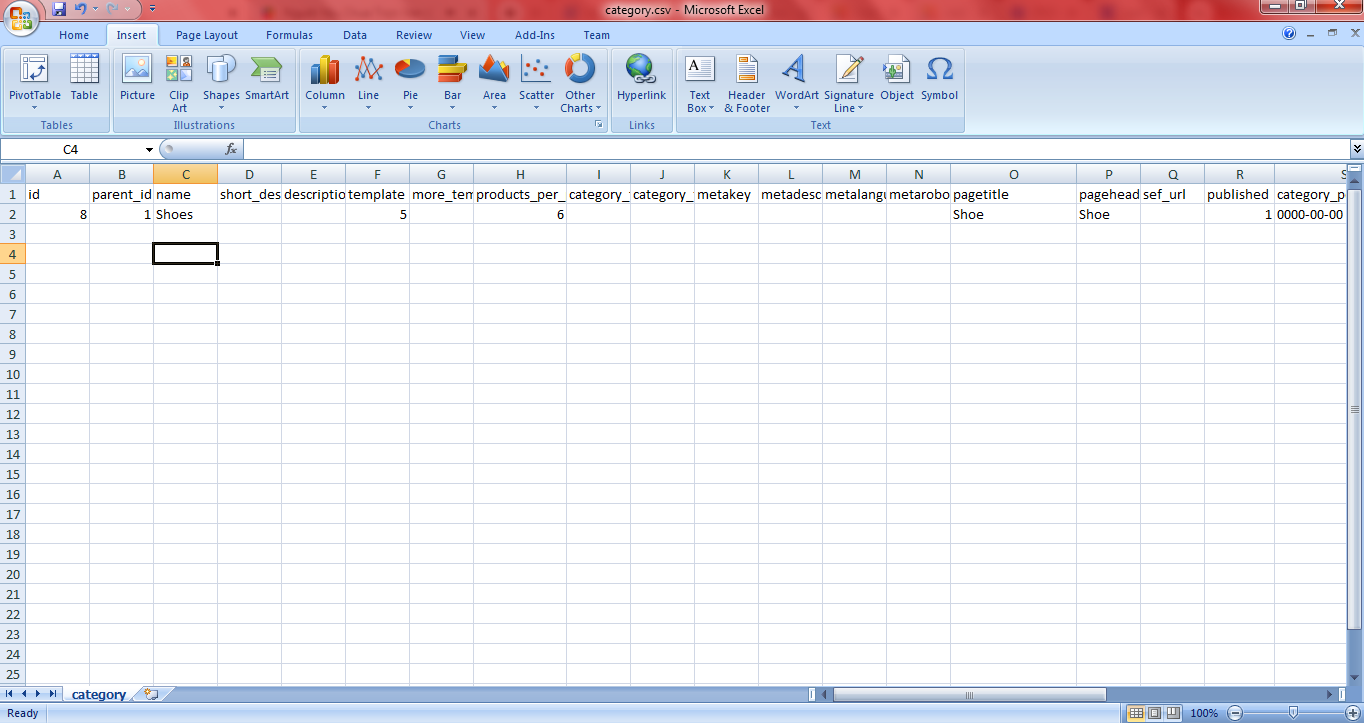 category.csv - Microsoft Excel
Home Insert Page Layout Formulas Data Review View Add-Ins Team
PivotTable Table Picture Clip Art Shapes SmartArt Column Line Pie Bar Area Scatter Other Charts Hyperlink Text Box Header & Footer WordArt Signature Line Object Symbol
Tables Illustrations Charts Links Text
C4 fx
A B C D E F G H I J K L M N O P Q R S
1 id parent_id name short_des descriptio template more_tem products_per_ category_ category_ metakey metadesc metalangu metarobo pagetitle pagehead sef_url published category_p
2 8 1 Shoes 5 6 Shoe Shoe 1 0000-00-00
3
4
5
6
7
8
9
10
11
12
13
14
15
16
17
18
19
20
21
22
23
24
25
category
Ready 100%